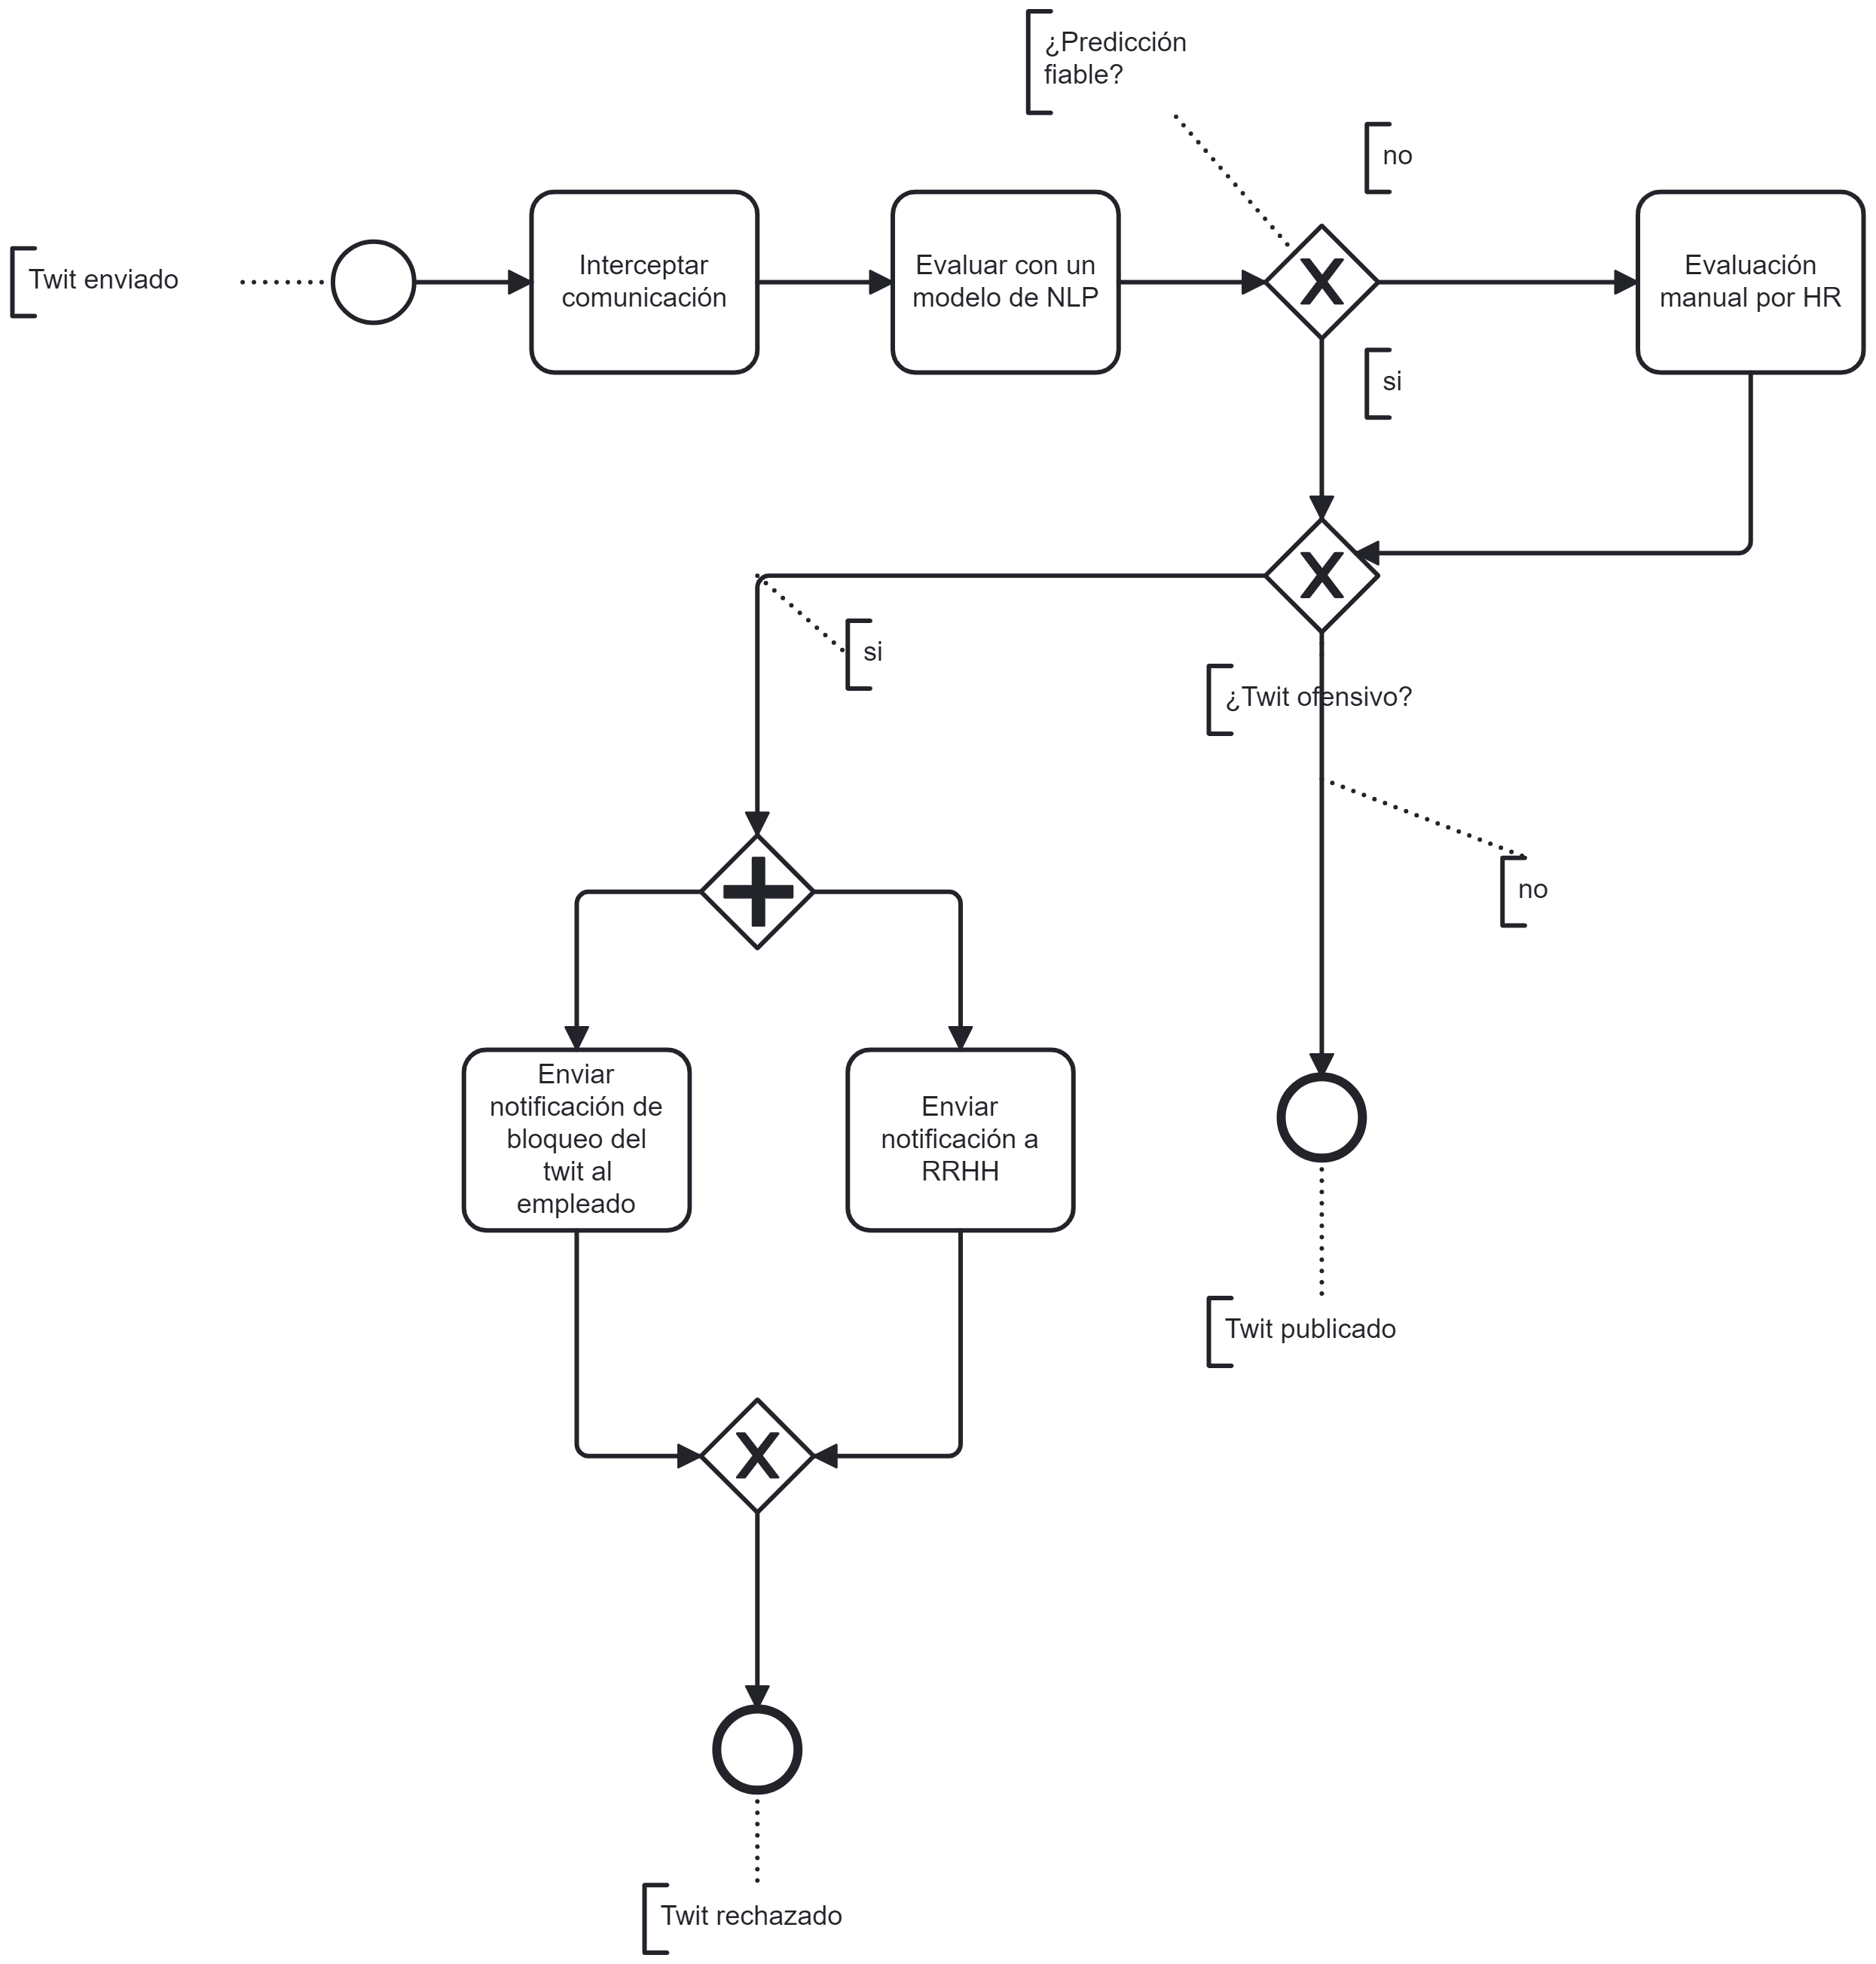 ¿Predicción
fiable?
no
Twit enviado
Interceptar
comunicación
Evaluar con un
modelo de NLP
X
Evaluación
manual por HR
si
X
si
¿Twit ofensivo?
no
Enviar
notificación de
bloqueo del
twit al
empleado
Enviar
notificación a
RRHH
Twit publicado
X
Twit rechazado